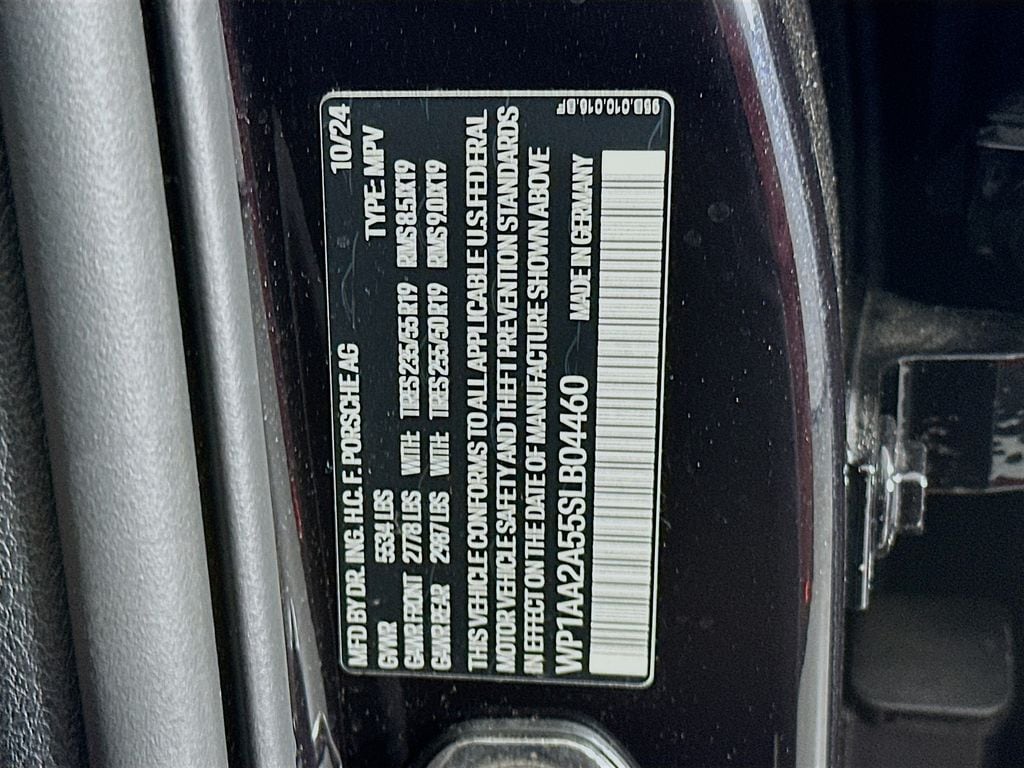 MFD BY DR. ING. H.C. F. PORSCHE AG 10/24
GVWR 5534 LBS TYPE: MPV
GAWR FRONT 2778 LBS WITH: TIRES 235/55 R19 RIMS 8.5JX19
GAWR REAR 2987 LBS WITH: TIRES 255/50 R19 RIMS 9.0JX19
THIS VEHICLE CONFORMS TO ALL APPLICABLE U.S. FEDERAL
MOTOR VEHICLE SAFETY AND THEFT PREVENTION STANDARDS
IN EFFECT ON THE DATE OF MANUFACTURE SHOWN ABOVE
WP1AA2A55SLB04460 MADE IN GERMANY
95B.010.016.BF